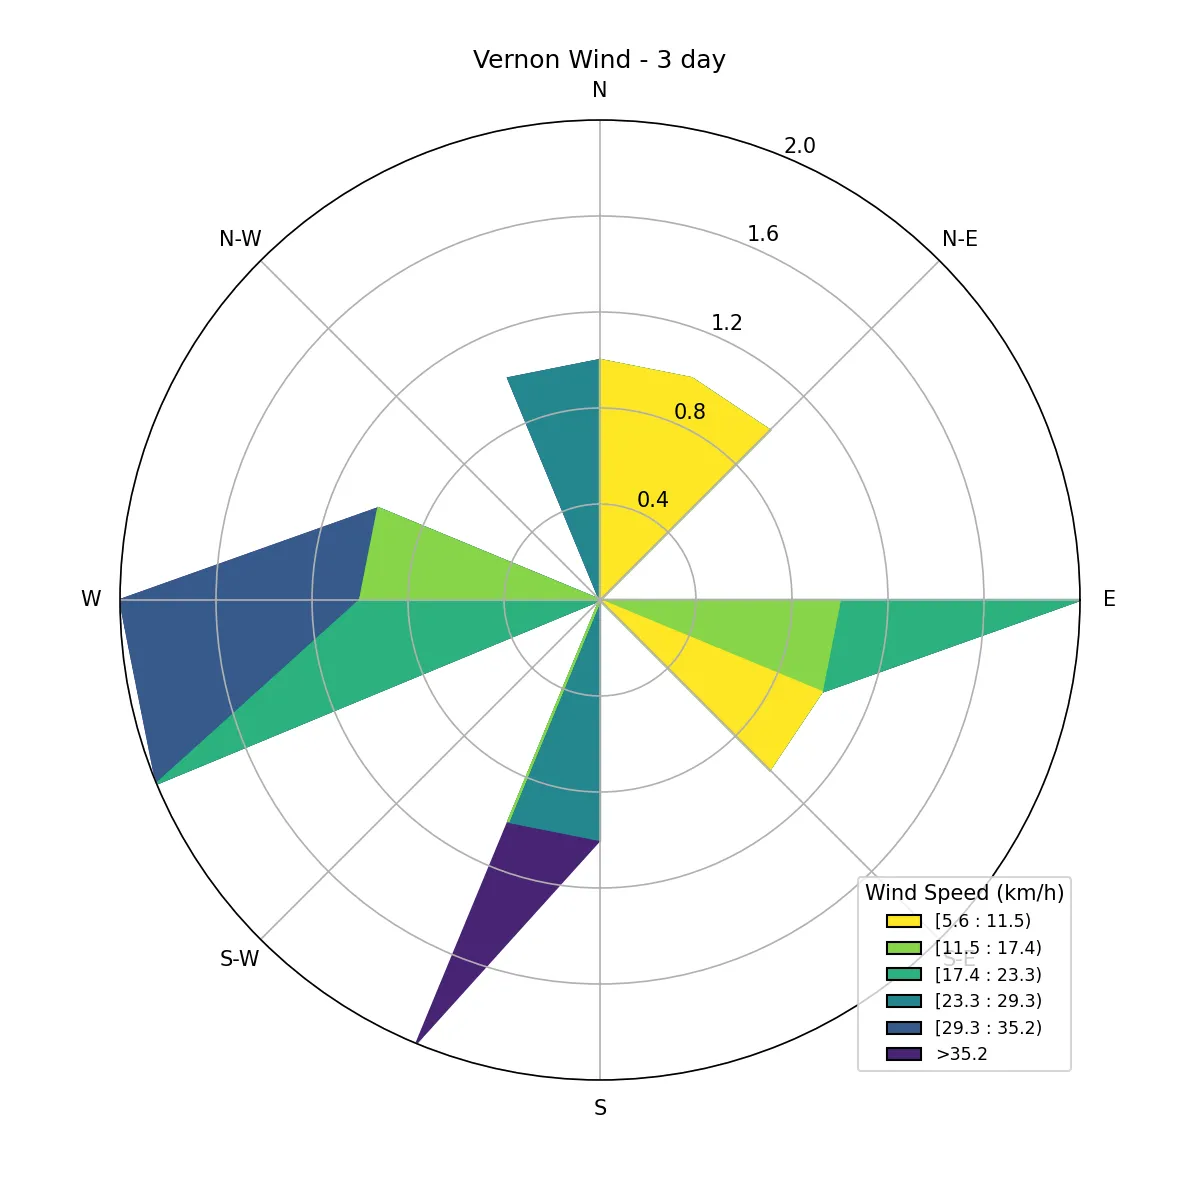 Vernon Wind - 3 day
N
2.0
N-W
1.6
N-E
1.2
0.8
0.4
W
E
S-W
S-E
S
Wind Speed (km/h)
[5.6 : 11.5)
[11.5 : 17.4)
[17.4 : 23.3)
[23.3 : 29.3)
[29.3 : 35.2)
>35.2